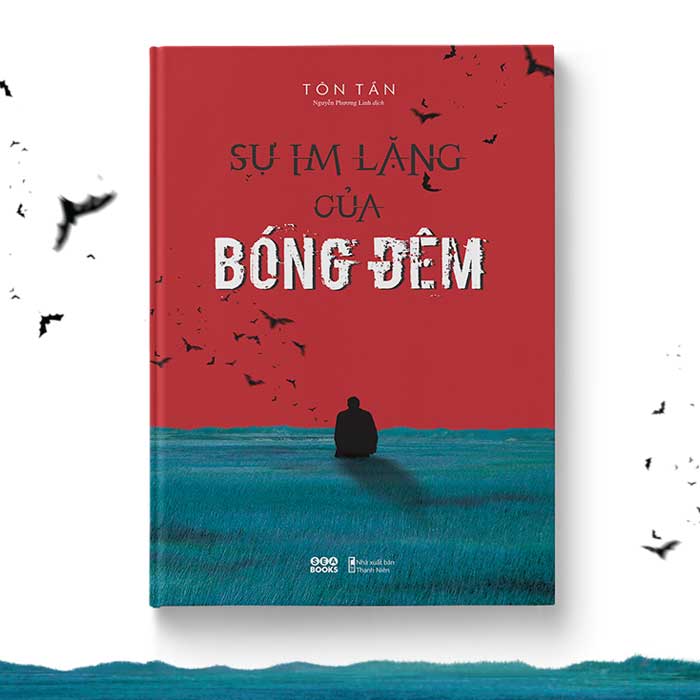 TÔN TẦN
Nguyễn Phương Linh dịch
SỰ IM LẶNG
CỦA
BÓNG ĐÊM
SEA
BOOKS
Nhà xuất bản
Thanh Niên